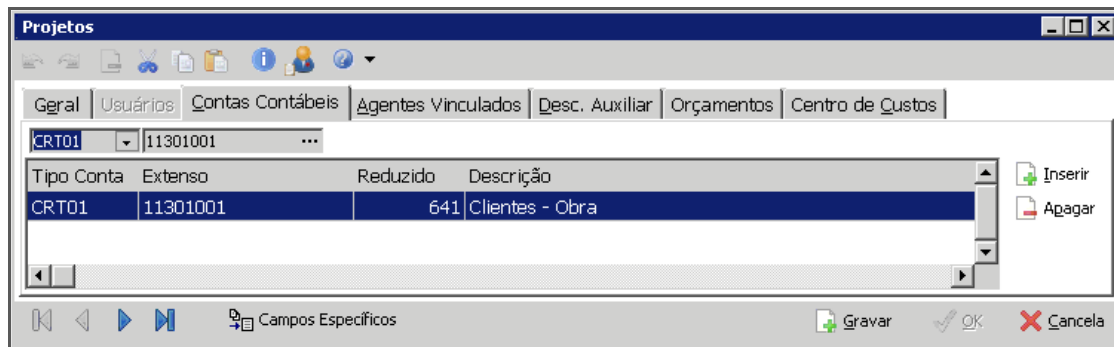 Projetos
Geral Usuários Contas Contábeis Agentes Vinculados Desc. Auxiliar Orçamentos Centro de Custos
CRT01 11301001 ...
Tipo Conta Extenso Reduzido Descrição
Inserir
CRT01 11301001 641 Clientes - Obra
Apagar
Campos Específicos Gravar OK Cancela